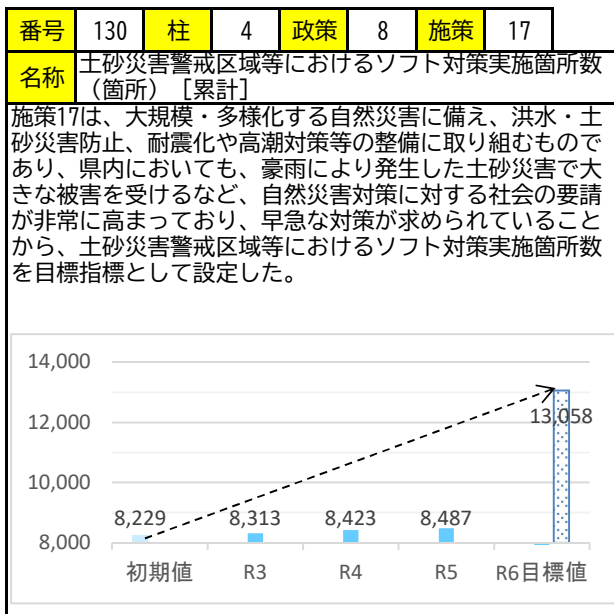 番号 130 柱 4 政策 8 施策 17
名称 土砂災害警戒区域等におけるソフト対策実施箇所数
（箇所）［累計］
施策17は、大規模・多様化する自然災害に備え、洪水・土
砂災害防止、耐震化や高潮対策等の整備に取り組むもので
あり、県内においても、豪雨により発生した土砂災害で大
きな被害を受けるなど、自然災害対策に対する社会の要請
が非常に高まっており、早急な対策が求められていること
から、土砂災害警戒区域等におけるソフト対策実施箇所数
を目標指標として設定した。
14,000
12,000
10,000
8,000
8,229 8,313 8,423 8,487 13,058
初期値 R3 R4 R5 R6目標値